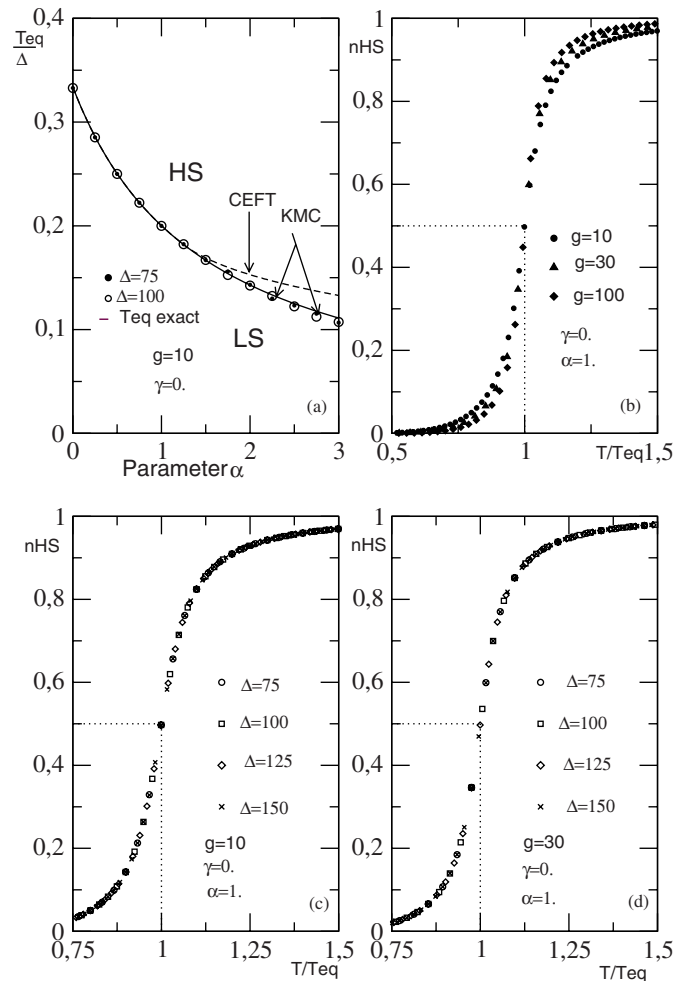 Teq
Δ
0,4
0,3
0,2
0,1
0
HS
CEFT
KMC
Δ=75
Δ=100
Teq exact
LS
g=10
γ=0.
(a)
0 1 2 3
Parameter α
1
nHS
0,8
0,6
0,4
0,2
0
g=10
g=30
g=100
γ=0.
α=1.
(b)
0,5 1 T/Teq 1,5
1
nHS
0,8
0,6
0,4
0,2
0
Δ=75
Δ=100
Δ=125
Δ=150
g=10
γ=0.
α=1.
(c)
0,75 1 1,25 1,5
T/Teq
1
nHS
0,8
0,6
0,4
0,2
0
Δ=75
Δ=100
Δ=125
Δ=150
g=30
γ=0.
α=1.
(d)
0,75 1 1,25 1,5
T/Teq